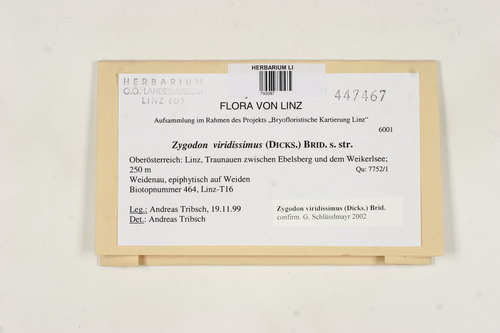 HERBARIUM LI
HERBARIUM
O.Ö. LANDESMUSEUM
LINZ (D)
447467
FLORA VON LINZ
Aufsammlung im Rahmen des Projekts „Bryofloristische Kartierung Linz”
6001
Zygodon viridissimus (DICKS.) BRID. s. str.
Oberösterreich: Linz, Traunauen zwischen Ebelsberg und dem Weikerlsee;
250 m Qu: 7752/1
Weidenau, epiphytisch auf Weiden
Biotopnummer 464, Linz-T16
Leg.: Andreas Tribsch, 19.11.99
Det.: Andreas Tribsch
Zygodon viridissimus (Dicks.) Brid.
confirm. G. Schlüsslmayr 2002